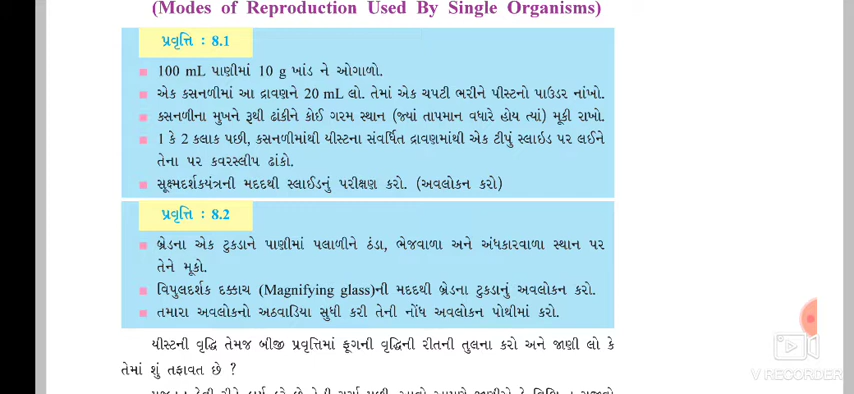 (Modes of Reproduction Used By Single Organisms)
પ્રવૃત્તિ : 8.1
100 mL પાણીમાં 10 g ખાંડ ને ઓગાળો.
એક કસનળીમાં આ દ્રાવણને 20 mL લો. તેમાં એક ચપટી ભરીને યીસ્ટનો પાઉડર નાંખો.
કસનળીના મુખને રૂથી ઢાંકીને કોઈ ગરમ સ્થાન (જ્યાં તાપમાન વધારે હોય ત્યાં) મૂકી રાખો.
1 કે 2 કલાક પછી, કસનળીમાંથી યીસ્ટના સંવર્ધિત દ્રાવણમાંથી એક ટીપું સ્લાઇડ પર લઈને
તેના પર કવરસ્લીપ ઢાંકો.
સૂક્ષ્મદર્શકયંત્રની મદદથી સ્લાઈડનું પરીક્ષણ કરો. (અવલોકન કરો)
પ્રવૃત્તિ : 8.2
બ્રેડના એક ટુકડાને પાણીમાં પલાળીને ઠંડા, ભેજવાળા અને અંધકારવાળા સ્થાન પર
તેને મૂકો.
વિપુલદર્શક દક્કાચ (Magnifying glass)ની મદદથી બ્રેડના ટુકડાનું અવલોકન કરો.
તમારા અવલોકનો અઠવાડિયા સુધી કરી તેની નોંધ અવલોકન પોથીમાં કરો.
યીસ્ટની વૃદ્ધિ તેમજ બીજી પ્રવૃત્તિમાં ફૂગની વૃદ્ધિની રીતની તુલના કરો અને જાણી લો કે
તેમાં શું તફાવત છે ?
V RECORDER